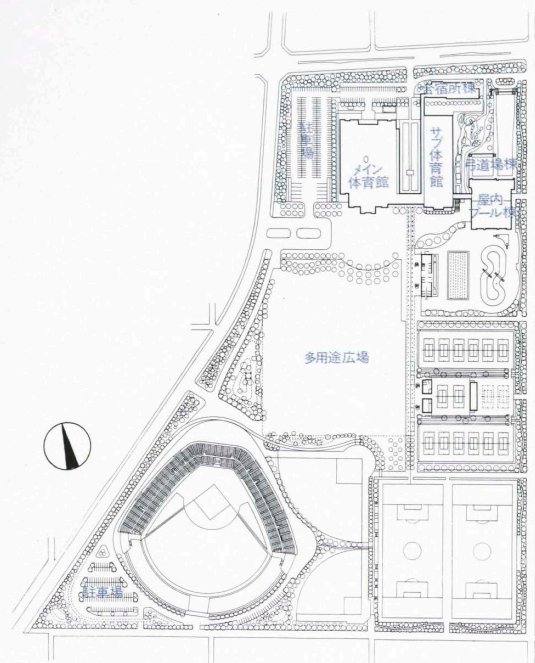 合宿所棟
駐車場
メイン
体育館
サブ体育館
弓道場棟
屋内
プール棟
多用途広場
駐車場